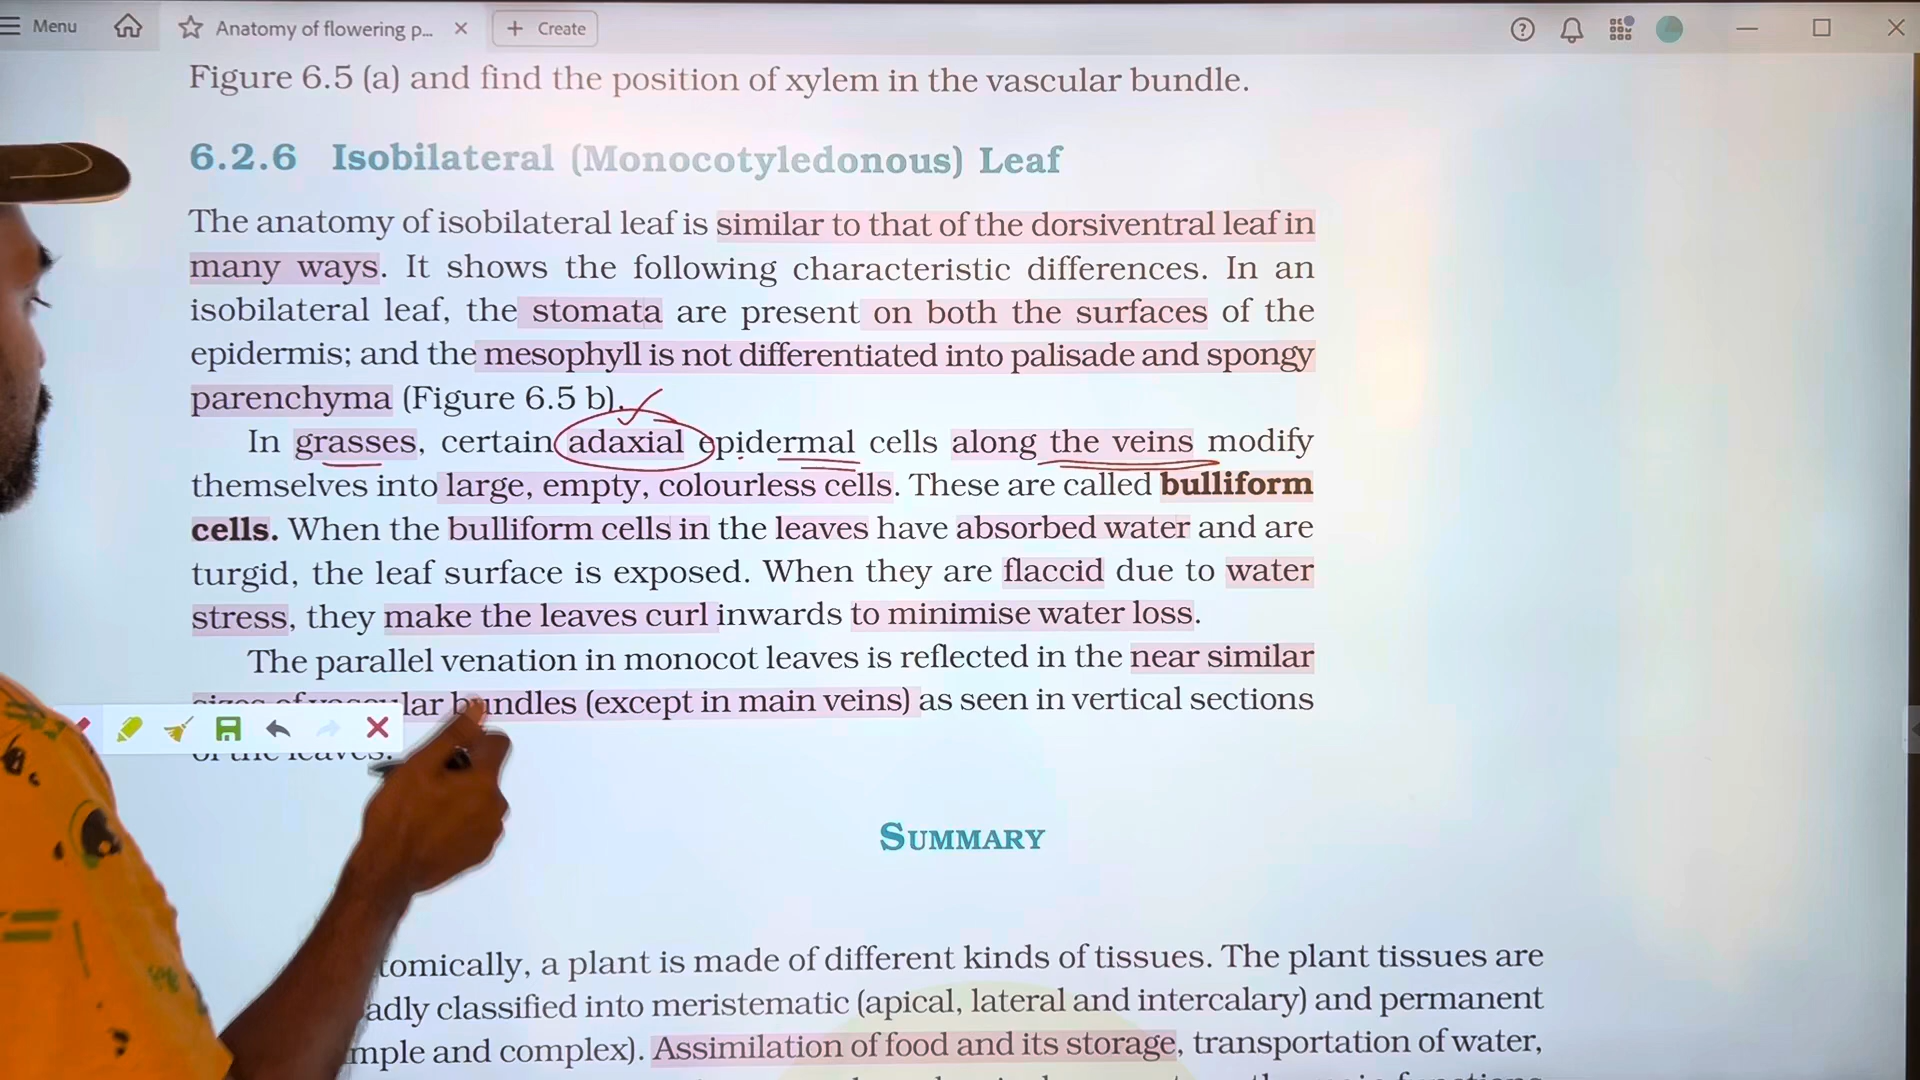 Menu
Anatomy of flowering p...
+ Create
Figure 6.5 (a) and find the position of xylem in the vascular bundle.
6.2.6 Isobilateral (Monocotyledonous) Leaf
The anatomy of isobilateral leaf is similar to that of the dorsiventral leaf in
many ways. It shows the following characteristic differences. In an
isobilateral leaf, the stomata are present on both the surfaces of the
epidermis; and the mesophyll is not differentiated into palisade and spongy
parenchyma (Figure 6.5 b).
In grasses, certain adaxial epidermal cells along the veins modify
themselves into large, empty, colourless cells. These are called bulliform
cells. When the bulliform cells in the leaves have absorbed water and are
turgid, the leaf surface is exposed. When they are flaccid due to water
stress, they make the leaves curl inwards to minimise water loss.
The parallel venation in monocot leaves is reflected in the near similar
lar bundles (except in main veins) as seen in vertical sections
of the leaves.
SUMMARY
tomically, a plant is made of different kinds of tissues. The plant tissues are
adly classified into meristematic (apical, lateral and intercalary) and permanent
mple and complex). Assimilation of food and its storage, transportation of water,